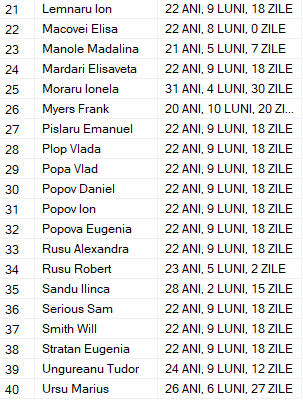 21 Lemnaru Ion 22 ANI, 9 LUNI, 18 ZILE
22 Macovei Elisa 22 ANI, 8 LUNI, 0 ZILE
23 Manole Madalina 21 ANI, 5 LUNI, 7 ZILE
24 Mardari Elisaveta 22 ANI, 9 LUNI, 18 ZILE
25 Moraru Ionela 31 ANI, 4 LUNI, 30 ZILE
26 Myers Frank 20 ANI, 10 LUNI, 20 ZI...
27 Pislaru Emanuel 22 ANI, 9 LUNI, 18 ZILE
28 Plop Vlada 22 ANI, 9 LUNI, 18 ZILE
29 Popa Vlad 22 ANI, 9 LUNI, 18 ZILE
30 Popov Daniel 22 ANI, 9 LUNI, 18 ZILE
31 Popov Ion 22 ANI, 9 LUNI, 18 ZILE
32 Popova Eugenia 22 ANI, 9 LUNI, 18 ZILE
33 Rusu Alexandra 22 ANI, 9 LUNI, 18 ZILE
34 Rusu Robert 23 ANI, 5 LUNI, 2 ZILE
35 Sandu Ilinca 28 ANI, 2 LUNI, 15 ZILE
36 Serious Sam 22 ANI, 9 LUNI, 18 ZILE
37 Smith Will 22 ANI, 9 LUNI, 18 ZILE
38 Stratan Eugenia 22 ANI, 9 LUNI, 18 ZILE
39 Ungureanu Tudor 24 ANI, 9 LUNI, 12 ZILE
40 Ursu Marius 26 ANI, 6 LUNI, 27 ZILE